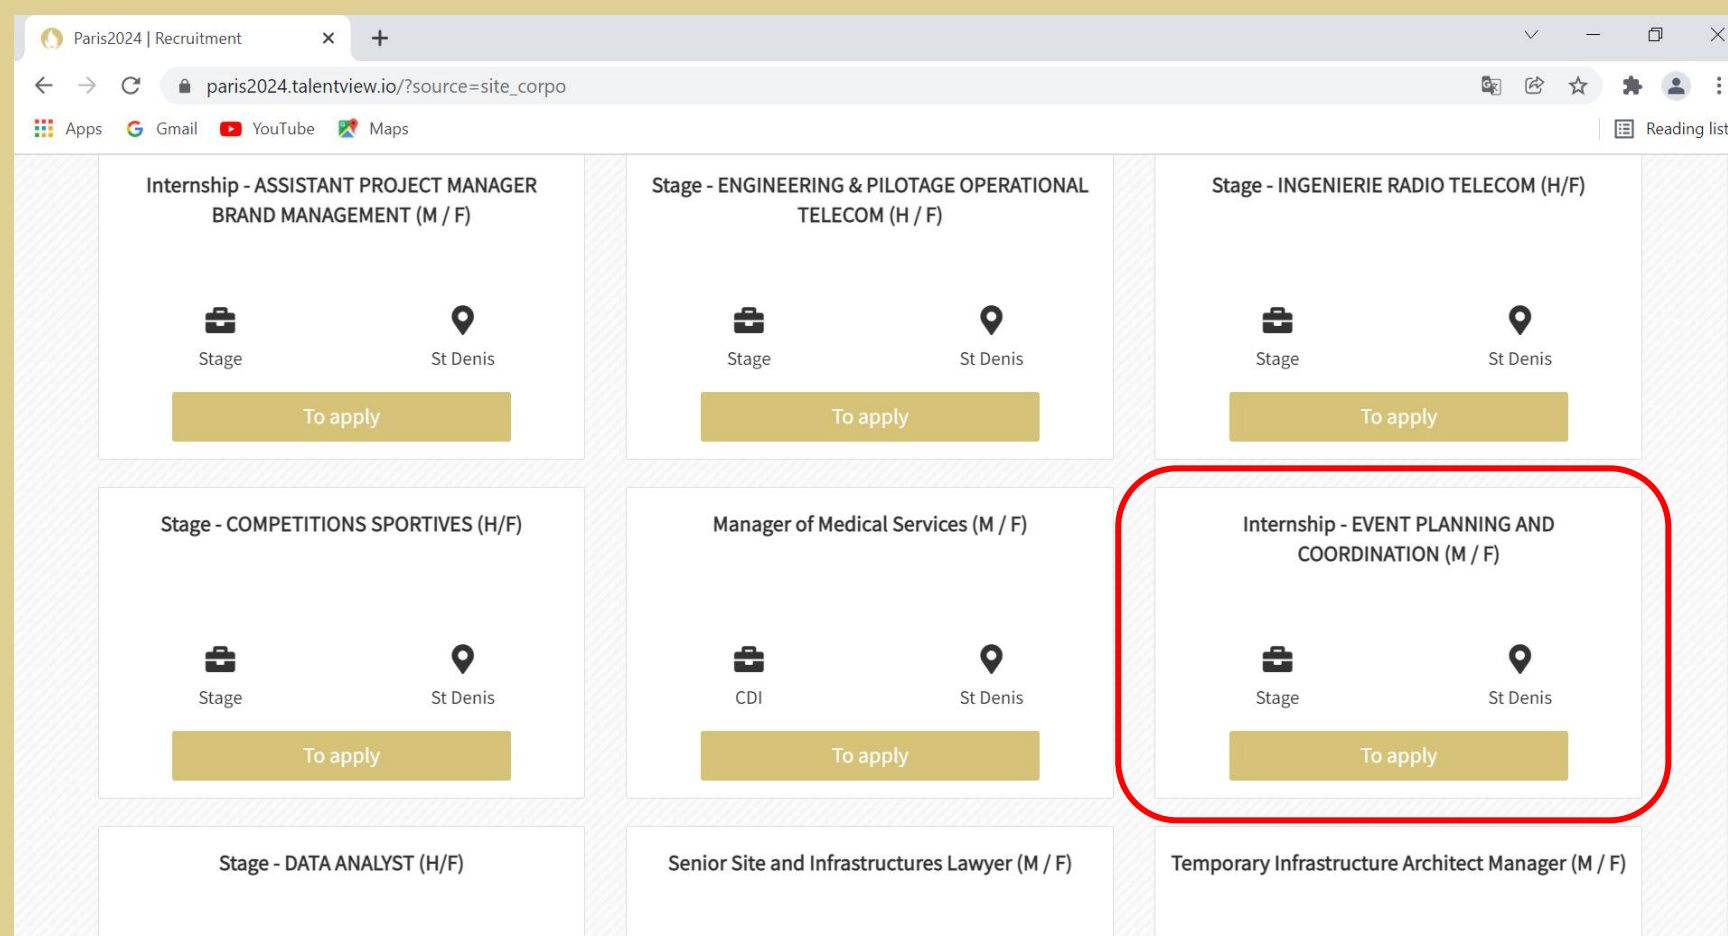 Paris2024 | Recruitment
paris2024.talentview.io/?source=site_corpo
Apps Gmail YouTube Maps Reading list
Internship - ASSISTANT PROJECT MANAGER
BRAND MANAGEMENT (M / F)
Stage
St Denis
To apply
Stage - ENGINEERING & PILOTAGE OPERATIONAL
TELECOM (H / F)
Stage
St Denis
To apply
Stage - INGENIERIE RADIO TELECOM (H/F)
Stage
St Denis
To apply
Stage - COMPETITIONS SPORTIVES (H/F)
Stage
St Denis
To apply
Manager of Medical Services (M / F)
CDI
St Denis
To apply
Internship - EVENT PLANNING AND
COORDINATION (M / F)
Stage
St Denis
To apply
Stage - DATA ANALYST (H/F)
Senior Site and Infrastructures Lawyer (M / F)
Temporary Infrastructure Architect Manager (M / F)